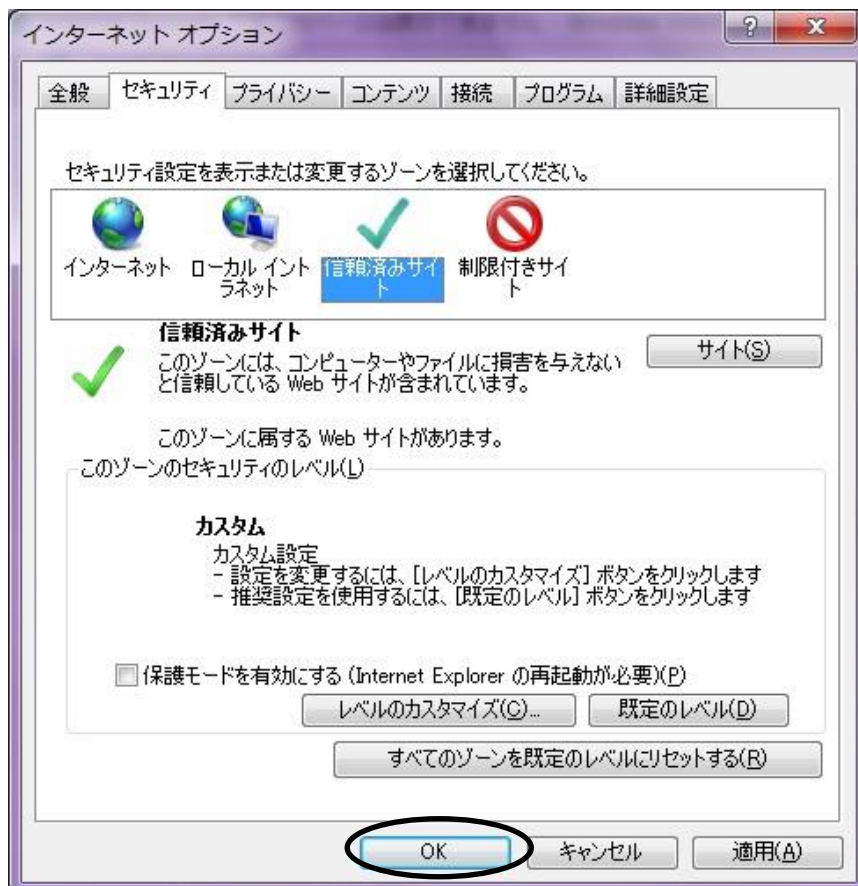 インターネット オプション
全般 セキュリティ プライバシー コンテンツ 接続 プログラム 詳細設定
セキュリティ設定を表示または変更するゾーンを選択してください。
インターネット ローカル イント 信頼済みサイ 制限付きサイ
ラネット ト ト
信頼済みサイト
サイト(S)
このゾーンには、コンピューターやファイルに損害を与えない
と信頼している Web サイトが含まれています。
このゾーンに属する Web サイトがあります。
このゾーンのセキュリティのレベル(L)
カスタム
カスタム設定
- 設定を変更するには、[レベルのカスタマイズ] ボタンをクリックします
- 推奨設定を使用するには、[既定のレベル] ボタンをクリックします
保護モードを有効にする (Internet Explorer の再起動が必要)(P)
レベルのカスタマイズ(C)... 既定のレベル(D)
すべてのゾーンを既定のレベルにリセットする(R)
OK キャンセル 適用(A)